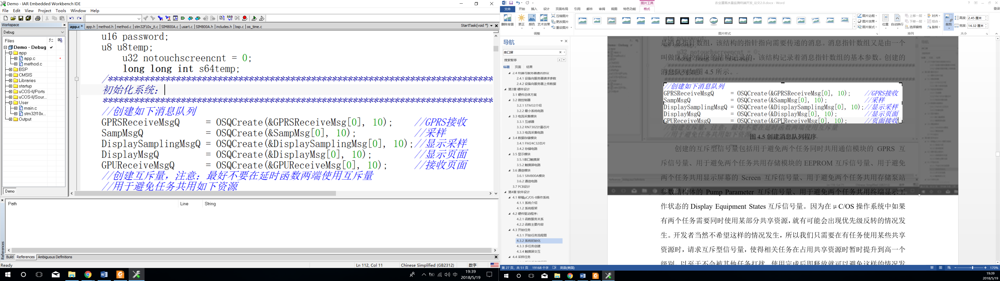 Demo - IAR Embedded Workbench IDE
File Edit View Project Tools Window Help
Workspace
Debug
Files
Demo - Debug
app
app.c
method.c
BSP
CMSIS
Libraries
startup
uCOS-II/Ports
uCOS-II/Sour...
User
main.c
stm32f10x...
Output
Demo
app.c * app.h method.h method.c stm32f10x_it.c SIM800A.c usart.c SIM800A.h includes.h bsp.c os_time.c
StartTask(void *)
u16 password;
u8 u8temp;
u32 notouchscreencnt = 0;
long long int s64temp;
初始化系统：
//创建如下消息队列
GPRSReceiveMsgQ = OSQCreate(&GPRSReceiveMsg[0], 10); //GPRS接收
SampMsgQ = OSQCreate(&SampMsg[0], 10); //采样
DisplaySamplingMsgQ = OSQCreate(&DisplaySamplingMsg[0], 10);//显示采样
DisplayMsgQ = OSQCreate(&DisplayMsg[0], 10); //显示页面
GPUReceiveMsgQ = OSQCreate(&GPUReceiveMsg[0], 10); //接收页面
//创建互斥量，注意：最好不要在延时函数两端使用互斥量
//用于避免任务共用如下资源
Path Line String
References
Build References Ambiguous Definitions
Ready
Ln 112, Col 11 Chinese Simplified (GB2312) 数字
中
19:39
2018/5/19
农业灌溉水量监测终端开发_论文2.0.docx - Word
图片工具
文件 开始 插入 设计 页面布局 引用 邮件 审阅 视图 特色功能 格式
登录
删除背景 更正 颜色 艺术效果
压缩图片
更改图片
重设图片
调整
图片样式
图片边框
图片效果
图片版式
位置 自动换行
上移一层
下移一层
选择窗格
对齐
组合
旋转
排列
裁剪
高度: 2.45 厘米
宽度: 14.32 厘米
大小
导航
串口屏
搜索暂停
标题 页面 结果
2.4 终端与服务器通讯协议
2.4.1 设备向服务器请求参数
2.4.2 设备向服务器上传数据
第3章 硬件设计
3.1 硬件总体方案
3.2 微控制器
3.2.1 STM32介绍
3.2.2 最小系统电路
3.3 电流采集模块
3.3.1 互感器
3.3.2 RN7302计量芯片
3.3.3 电流采集电路
3.4 数据存储模块
3.4.1 FM24C32芯片
3.4.2 存储电路
3.5 显示模块
3.5.1串口触摸屏
3.5.2 触摸屏电路
3.6 通信模块
3.6.1 SIM800A模块
3.6.2 通信电路
3.7 PCB设计
第4章 软件设计
4.1 移植μC/OS-II操作系统
4.1.1 系统介绍
4.1.2 系统框架
4.2 硬件驱动程序:
4.2.1 函数服务关系
4.2.2 函数主要内容
4.3 开始任务
4.3.1 开始任务流程图
4.3.2 系统初始化
4.3.3 多任务创建
4.3.4 触摸屏交互
4.4 采样任务
是消息指针数组，该结构的指针指向需要传递的消息。消息指针数组又是由一个
叫做队列控制块的结构记录的，该结构记录着消息指针数组的基本参数。创建的
消息队列如图 4.5 所示。
//创建如下消息队列
GPRSReceiveMsgQ = OSQCreate(&GPRSReceiveMsg[0], 10); //GPRS接收
SampMsgQ = OSQCreate(&SampMsg[0], 10); //采样
DisplaySamplingMsgQ = OSQCreate(&DisplaySamplingMsg[0], 10);//显示采样
DisplayMsgQ = OSQCreate(&DisplayMsg[0], 10); //显示页面
GPUReceiveMsgQ = OSQCreate(&GPUReceiveMsg[0], 10); //页面接收
图 4.5 创建消息队列程序
创建的互斥型信号量包括用于避免两个任务同时共用通信模块的 GPRS 互
斥信号量、用于避免两个任务共用存储模块的 EEPROM 互斥信号量、用于避免
两个任务共用显示屏幕的 Screen 互斥信号量、用于避免两个任务共用存储泵站
参数结构体的 Pump Parameter 互斥信号量、用于避免两个任务共用终端显示工
作状态的 Display Equipment States 互斥信号量。因为在 μ C/OS 操作系统中如果
有两个任务需要同时使用某部分共享资源，就有可能会出现优先级反转的情况发
生。开发者当然不希望这样的情况发生，所以我们只需要在有任务使用某些共享
资源时，请求互斥型信号量，使得相关任务在占用共享资源时暂时提升到高一个
级别，以至于不会被其他任务打扰，使用完成后即释放就可以避免这样的情况发
第 27 页，共 51 页 19168 个字 英语(美国)
170%
19:39
2018/5/19